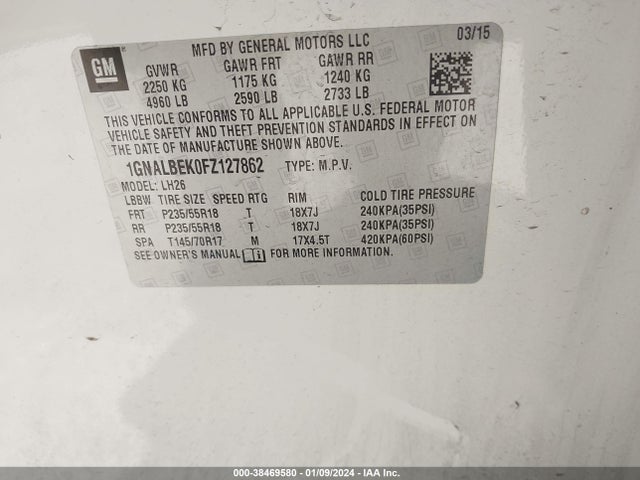 GM
MFD BY GENERAL MOTORS LLC
03/15
GVWR GAWR FRT GAWR RR
2250 KG 1175 KG 1240 KG
4960 LB 2590 LB 2733 LB
THIS VEHICLE CONFORMS TO ALL APPLICABLE U.S. FEDERAL MOTOR
VEHICLE SAFETY AND THEFT PREVENTION STANDARDS IN EFFECT ON
THE DATE OF MANUFACTURE SHOWN ABOVE.
1GNALBEK0FZ127862 TYPE: M.P.V.
MODEL: LH26
LBBW TIRE SIZE SPEED RTG RIM COLD TIRE PRESSURE
FRT P235/55R18 T 18X7J 240KPA(35PSI)
RR P235/55R18 T 18X7J 240KPA(35PSI)
SPA T145/70R17 M 17X4.5T 420KPA(60PSI)
SEE OWNER'S MANUAL FOR MORE INFORMATION.
000-38469580 - 01/09/2024 - IAA Inc.